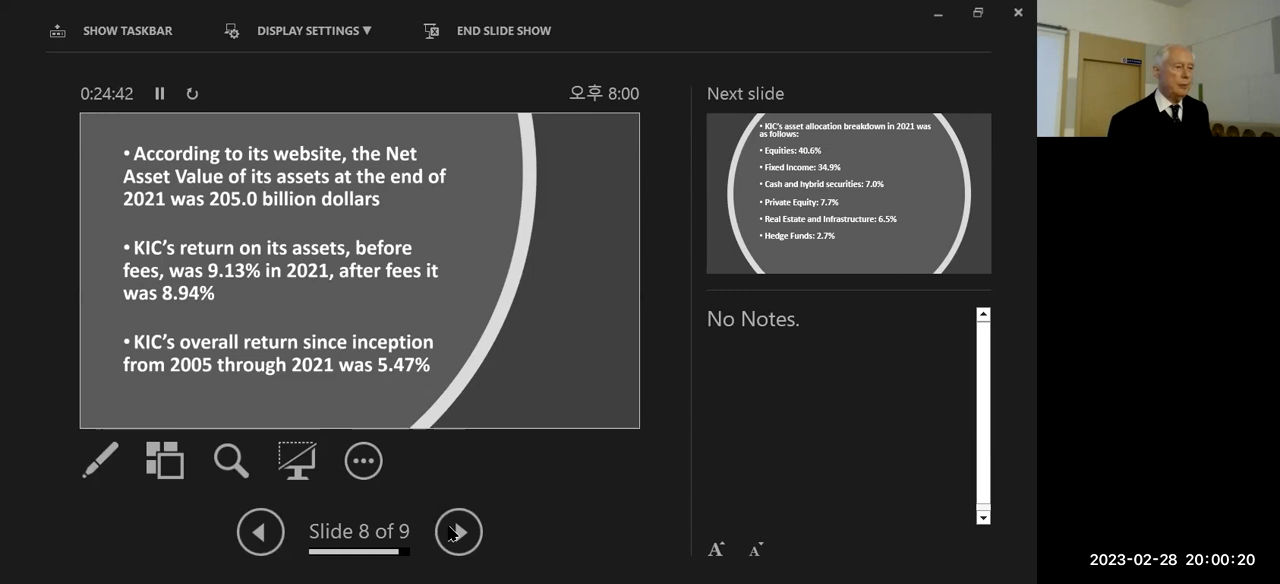 SHOW TASKBAR
DISPLAY SETTINGS ▼
END SLIDE SHOW
0:24:42
오후 8:00
• According to its website, the Net
Asset Value of its assets at the end of
2021 was 205.0 billion dollars
• KIC’s return on its assets, before
fees, was 9.13% in 2021, after fees it
was 8.94%
• KIC’s overall return since inception
from 2005 through 2021 was 5.47%
Slide 8 of 9
Next slide
• KIC’s asset allocation breakdown in 2021 was
as follows:
• Equities: 40.6%
• Fixed Income: 34.9%
• Cash and hybrid securities: 7.0%
• Private Equity: 7.7%
• Real Estate and Infrastructure: 6.5%
• Hedge Funds: 2.7%
No Notes.
A A
2023-02-28 20:00:20